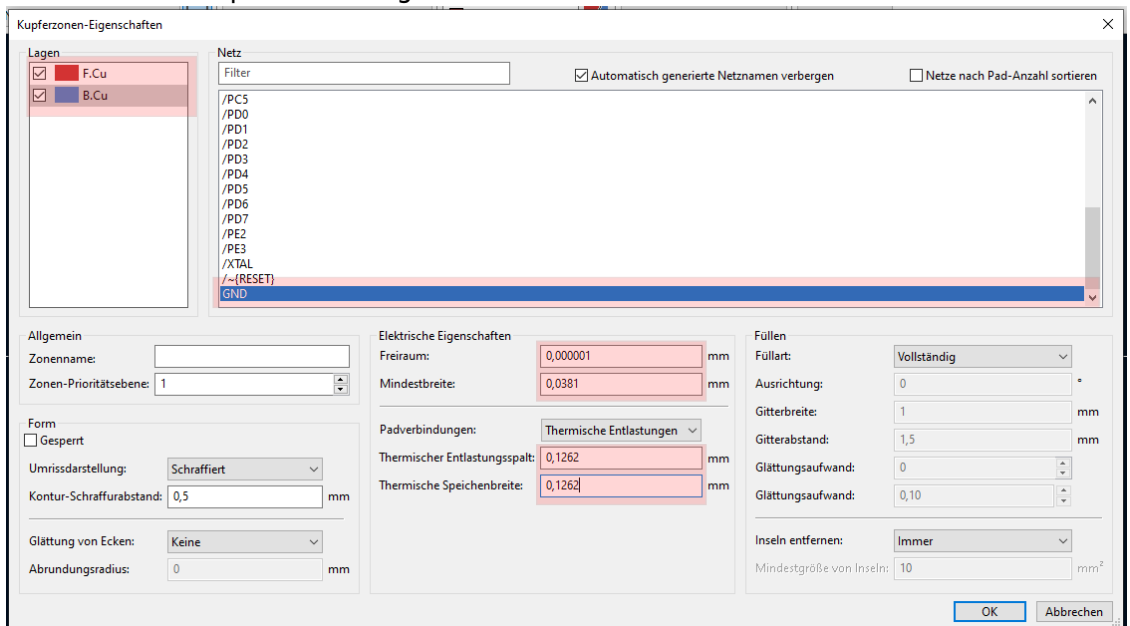 Kupferzonen-Eigenschaften
Lagen
F.Cu
B.Cu
Netz
Filter
Automatisch generierte Netznamen verbergen
Netze nach Pad-Anzahl sortieren
/PC5
/PD0
/PD1
/PD2
/PD3
/PD4
/PD5
/PD6
/PD7
/PE2
/PE3
/XTAL
/~{RESET}
GND
Allgemein
Zonenname:
Zonen-Prioritätsebene: 1
Form
Gesperrt
Umrissdarstellung: Schraffiert
Kontur-Schraffurabstand: 0,5 mm
Glättung von Ecken: Keine
Abrundungsradius: 0 mm
Elektrische Eigenschaften
Freiraum: 0,000001 mm
Mindestbreite: 0,0381 mm
Padverbindungen: Thermische Entlastungen
Thermischer Entlastungsspalt: 0,1262 mm
Thermische Speichenbreite: 0,1262 mm
Füllen
Füllart: Vollständig
Ausrichtung: 0 °
Gitterbreite: 1 mm
Gitterabstand: 1,5 mm
Glättungsaufwand: 0
Glättungsaufwand: 0,10
Inseln entfernen: Immer
Mindestgröße von Inseln: 10 mm²
OK Abbrechen